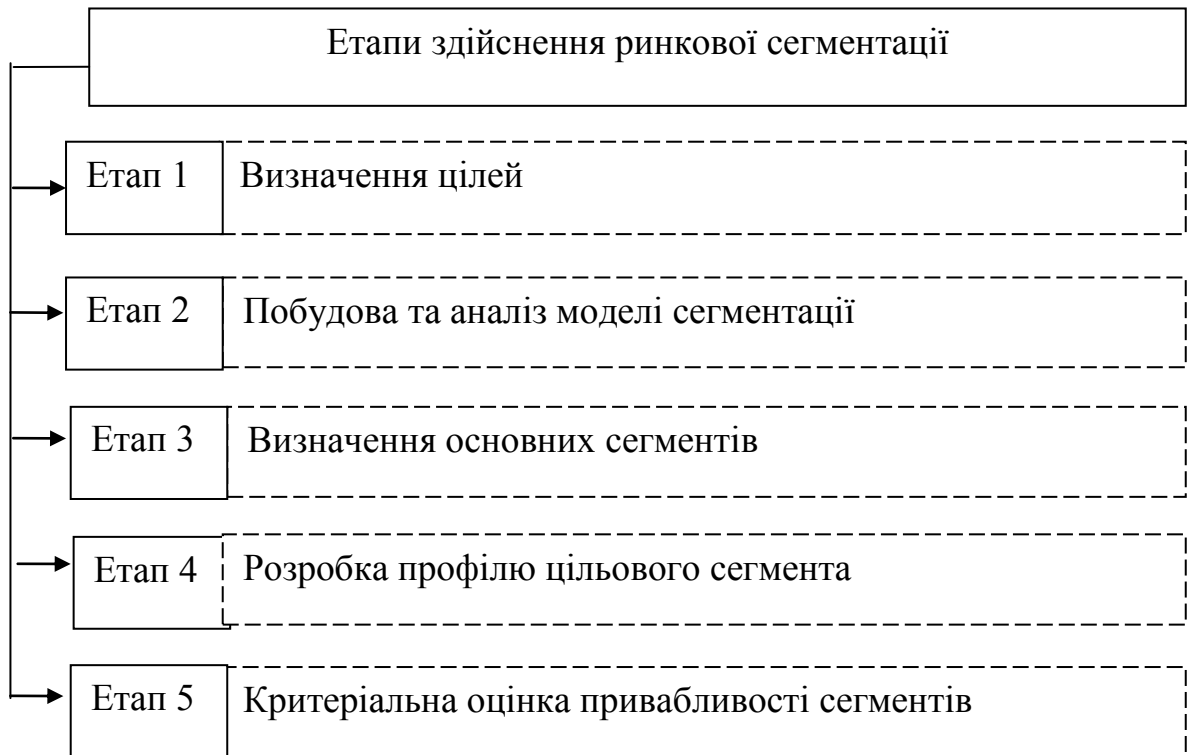 Етапи здійснення ринкової сегментації
Етап 1 Визначення цілей
Етап 2 Побудова та аналіз моделі сегментації
Етап 3 Визначення основних сегментів
Етап 4 Розробка профілю цільового сегмента
Етап 5 Критеріальна оцінка привабливості сегментів